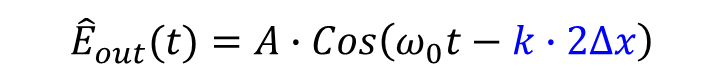 Ê_out(t) = A · Cos(ω₀t − k · 2Δx)